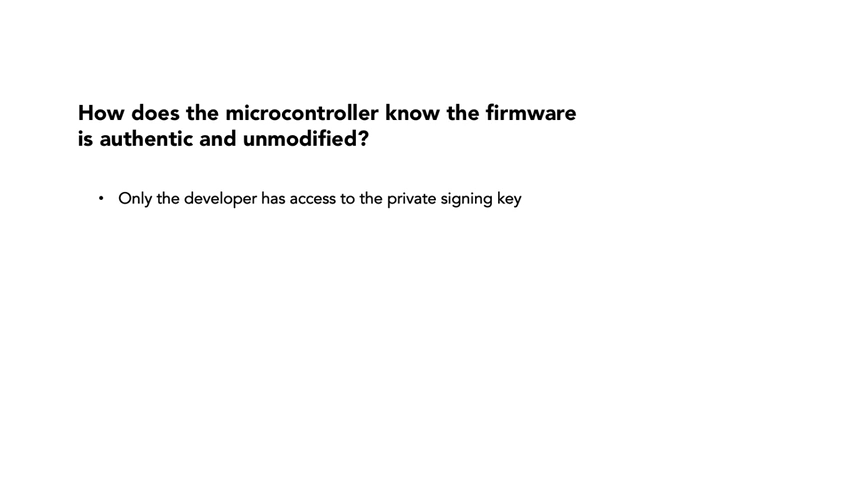 How does the microcontroller know the firmware
is authentic and unmodified?
• Only the developer has access to the private signing key